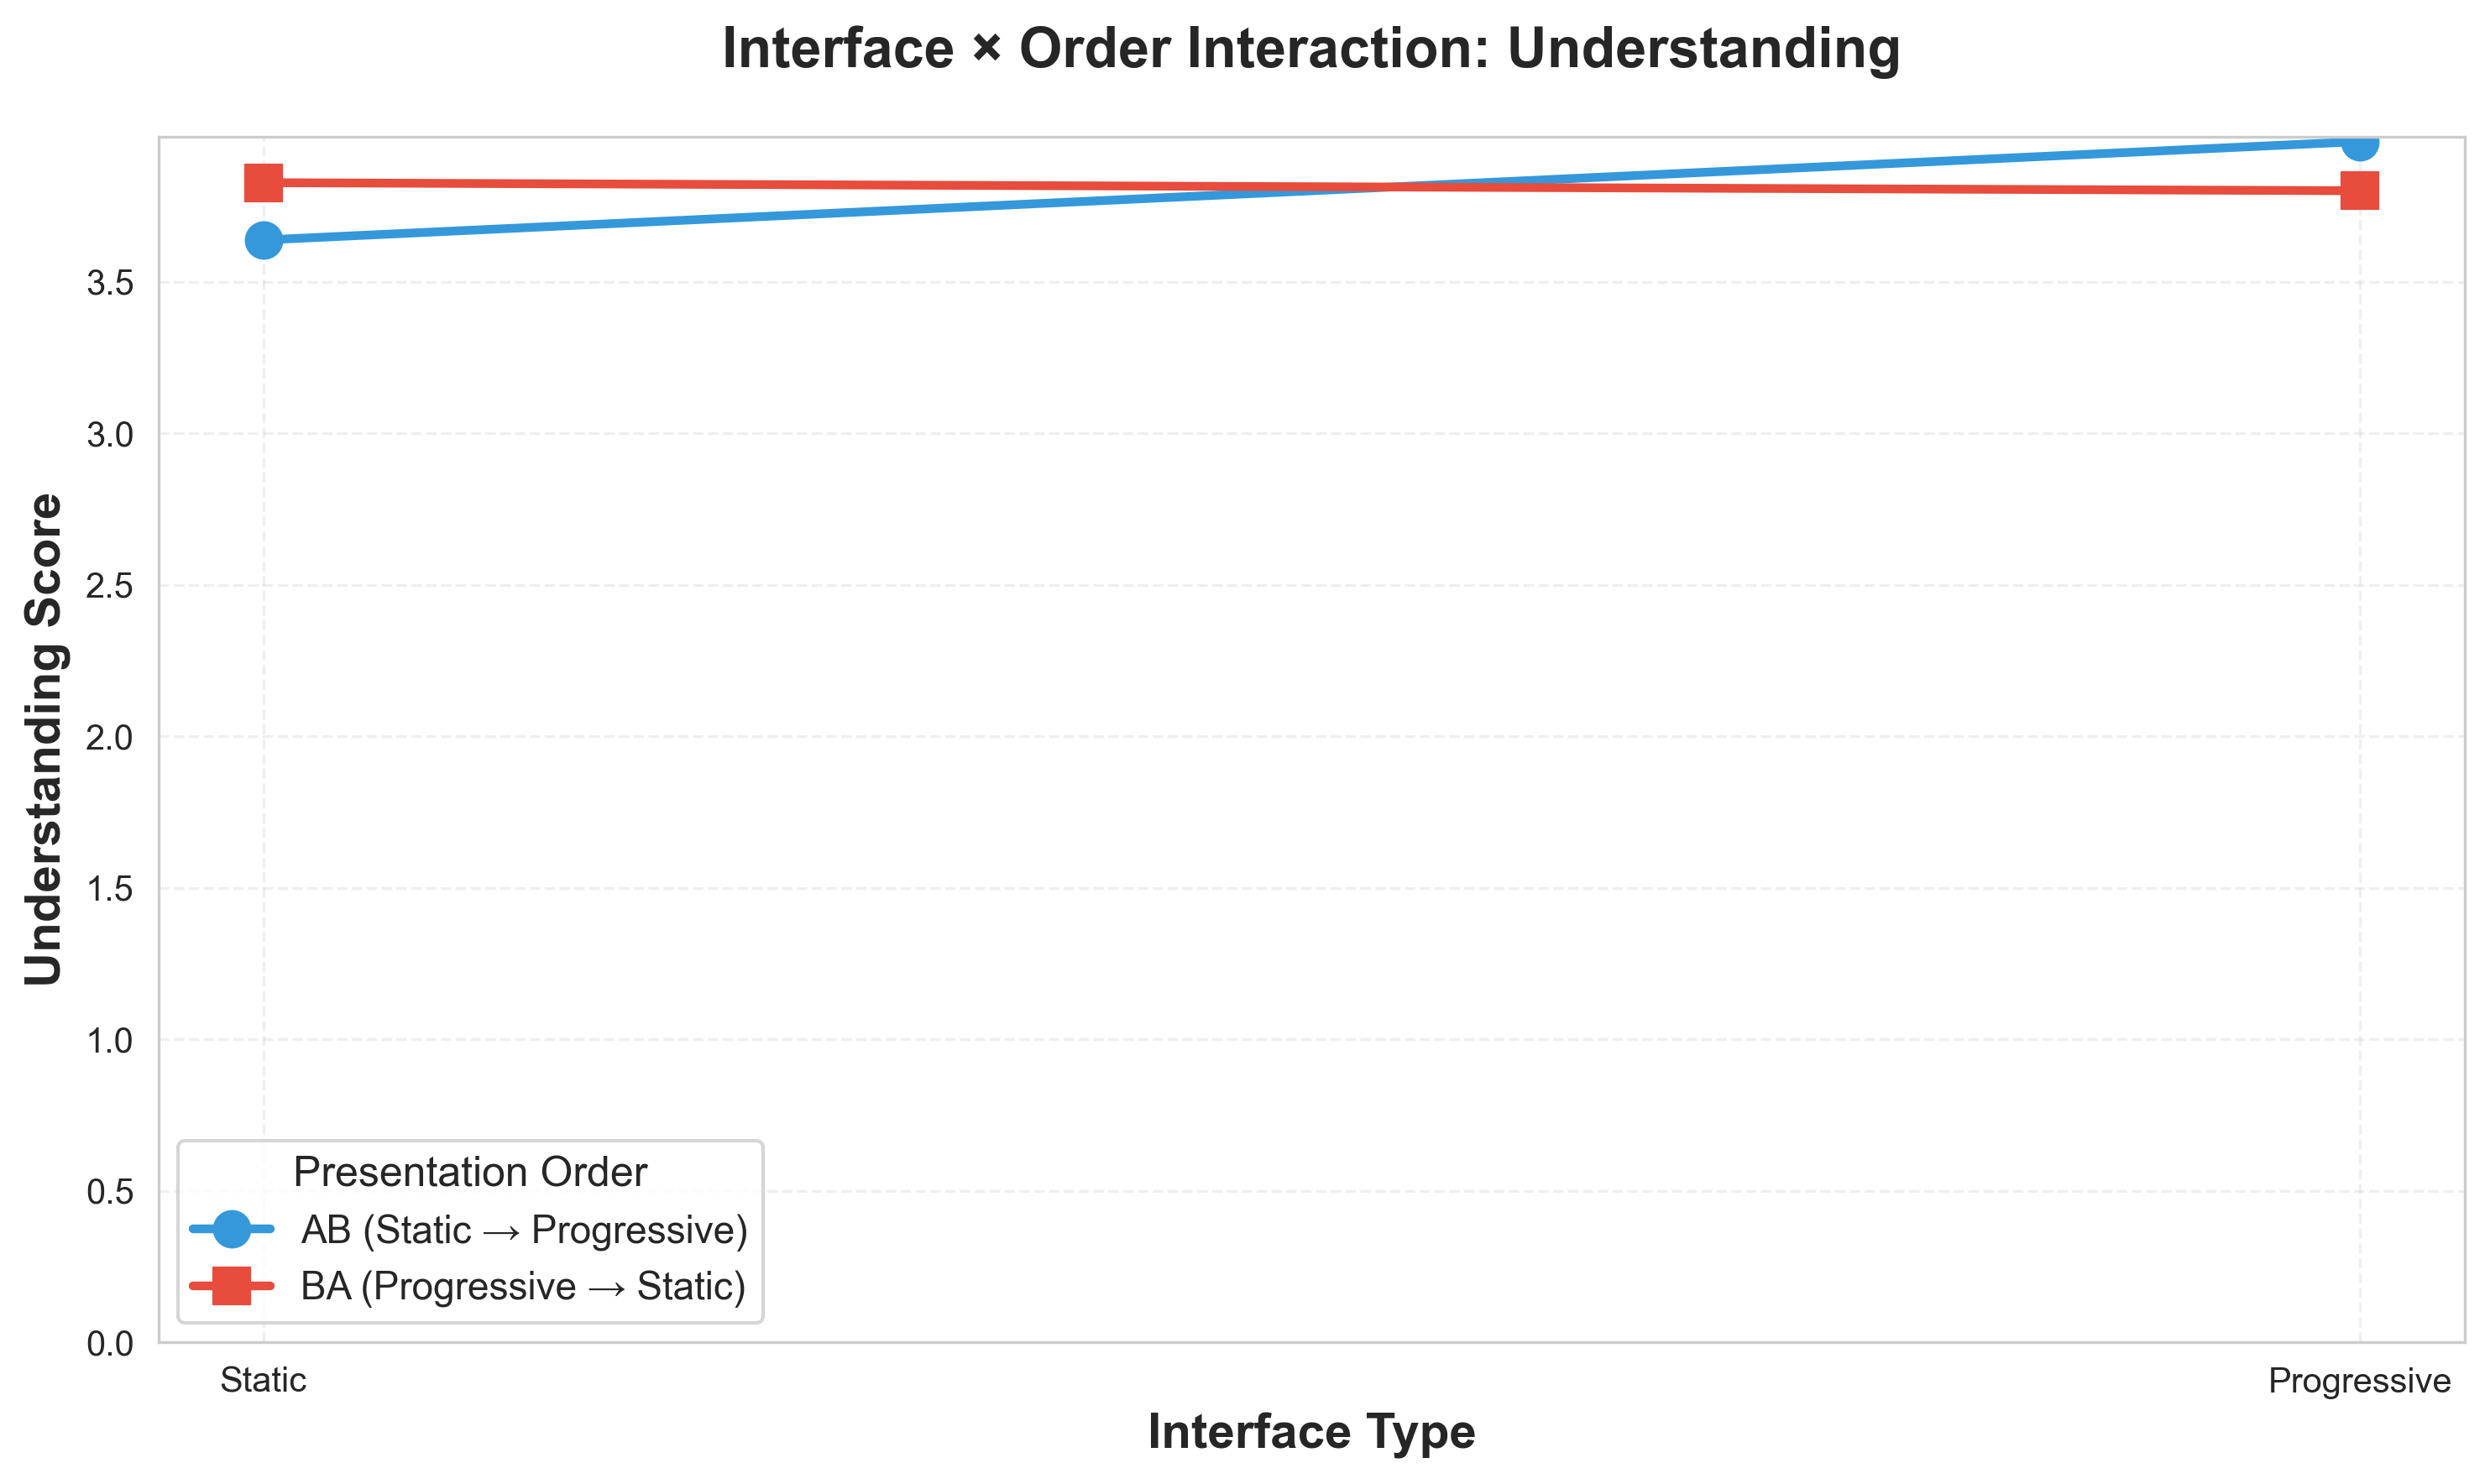 Interface × Order Interaction: Understanding
Understanding Score
3.5
3.0
2.5
2.0
1.5
1.0
0.5
0.0
Presentation Order
AB (Static → Progressive)
BA (Progressive → Static)
Static
Progressive
Interface Type